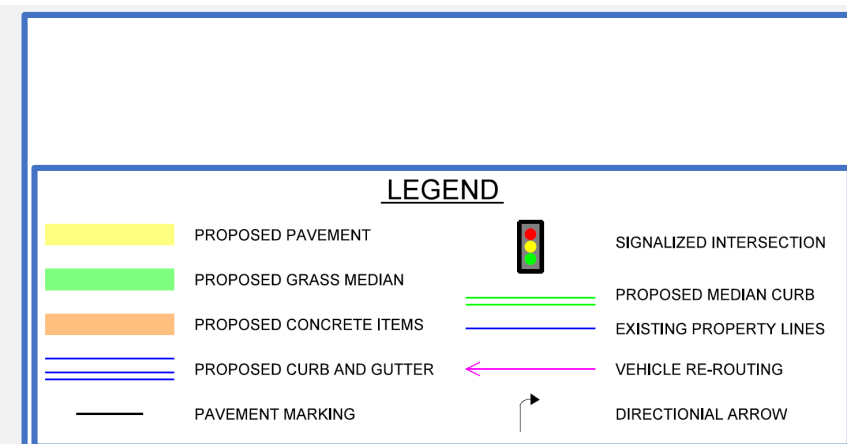 LEGEND
PROPOSED PAVEMENT
PROPOSED GRASS MEDIAN
PROPOSED CONCRETE ITEMS
PROPOSED CURB AND GUTTER
PAVEMENT MARKING
SIGNALIZED INTERSECTION
PROPOSED MEDIAN CURB
EXISTING PROPERTY LINES
VEHICLE RE-ROUTING
DIRECTIONIAL ARROW